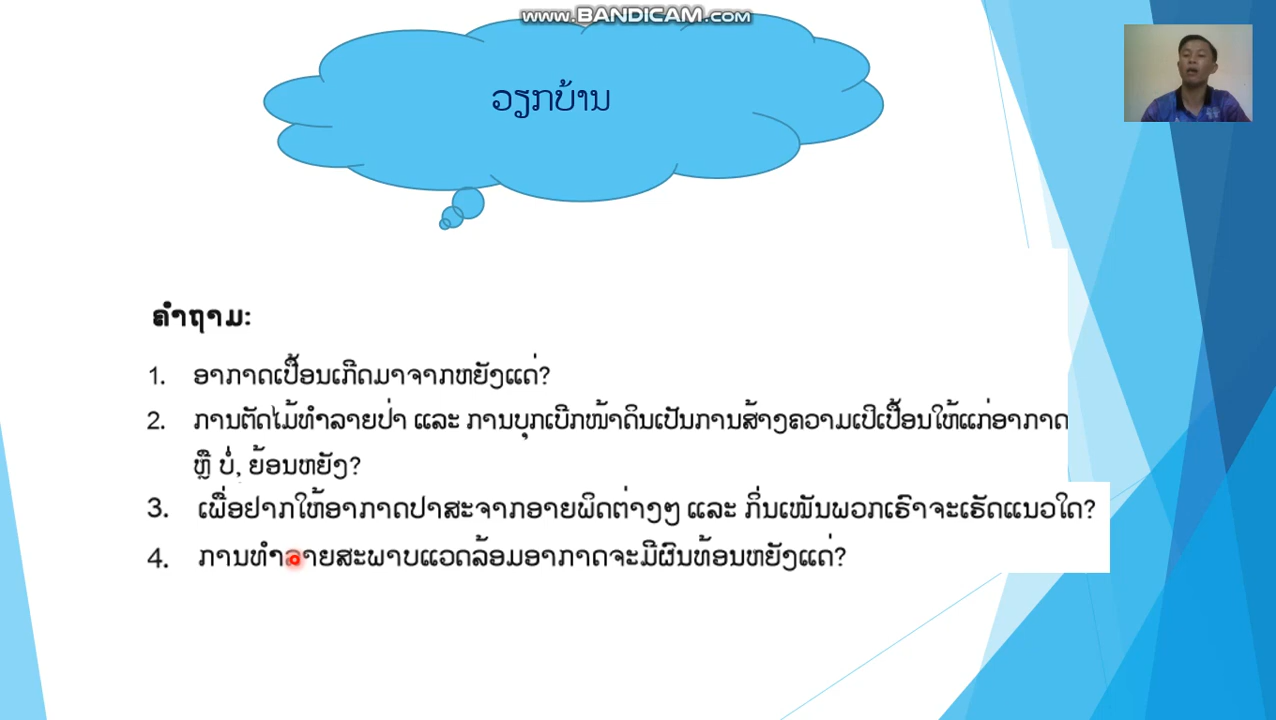 www.BANDICAM.com
ວຽກບ້ານ
ຄໍາຖາມ:
1. ອາກາດເປື້ອນເກີດມາຈາກຫຍັງແດ່?
2. ການຕັດໄມ້ທໍາລາຍປ່າ ແລະ ການບຸກເບີກໜ້າດິນເປັນການສ້າງຄວາມເປິເປື້ອນໃຫ້ແກ່ອາກາດ
ຫຼື ບໍ່, ຍ້ອນຫຍັງ?
3. ເພື່ອຢາກໃຫ້ອາກາດປາສະຈາກອາຍພິດຕ່າງໆ ແລະ ກິ່ນເໝັນພວກເຮົາຈະເຮັດແນວໃດ?
4. ການທໍາລາຍສະພາບແວດລ້ອມອາກາດຈະມີຜົນທ້ອນຫຍັງແດ່?